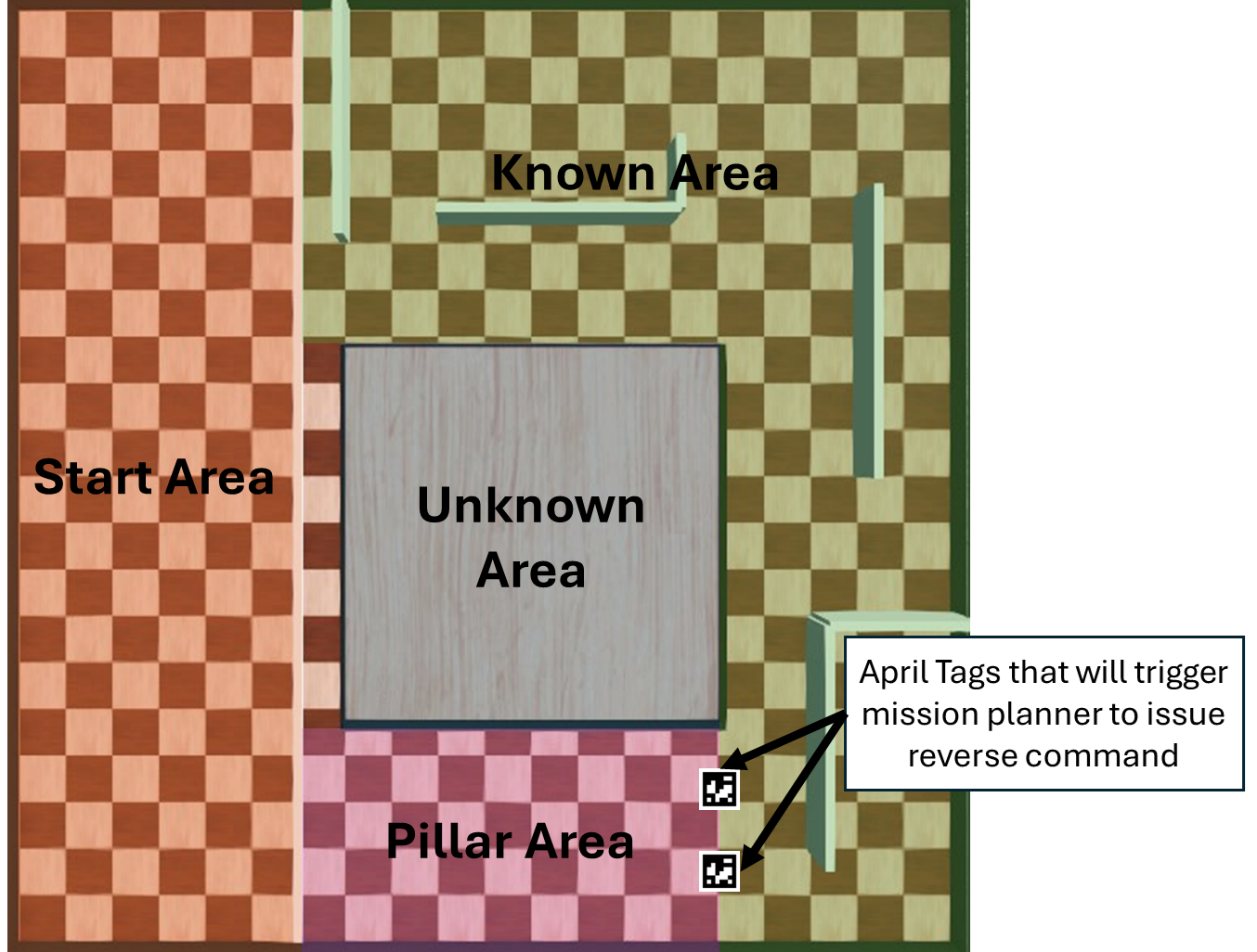 Known Area
Start Area
Unknown
Area
April Tags that will trigger
mission planner to issue
reverse command
Pillar Area